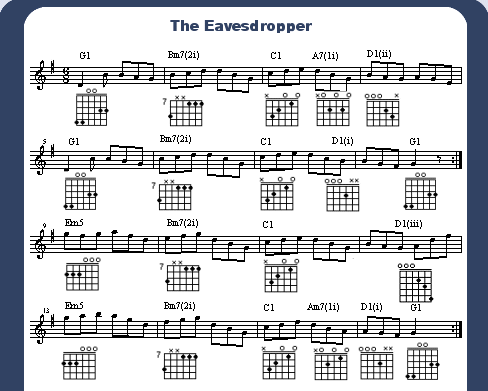 The Eavesdropper
G1 Bm7(2i) C1 A7(1i) D1(ii)
7
5
G1 Bm7(2i) C1 D1(i) G1
7
9
Em5 Bm7(2i) C1 D1(iii)
7
13
Em5 Bm7(2i) C1 Am7(1i) D1(i) G1
7